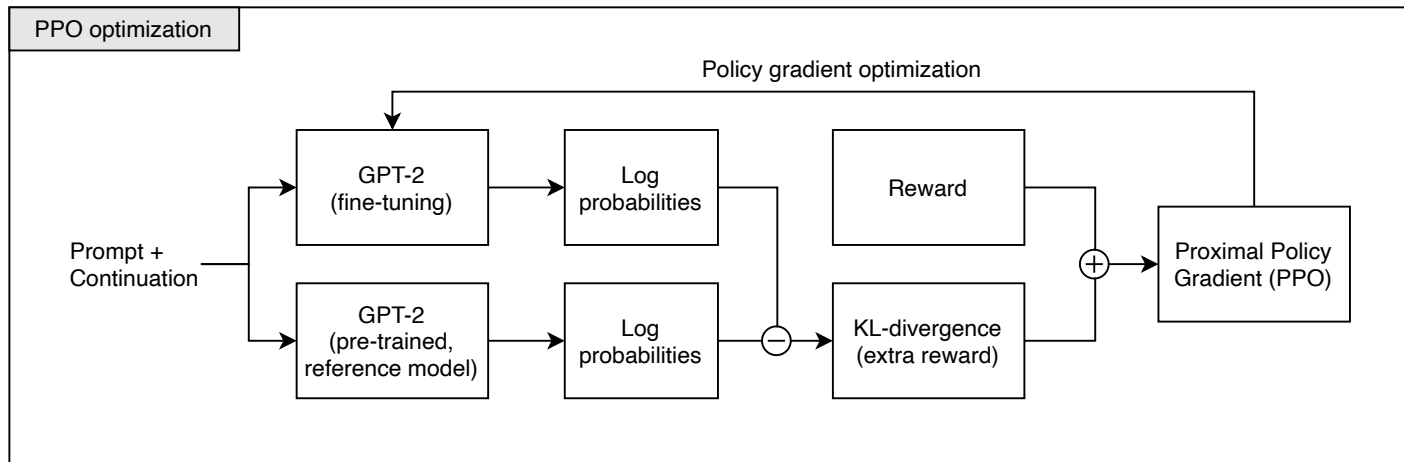 PPO optimization
Policy gradient optimization
GPT-2
(fine-tuning)
Log
probabilities
Reward
Prompt +
Continuation
Proximal Policy
Gradient (PPO)
GPT-2
(pre-trained,
reference model)
Log
probabilities
KL-divergence
(extra reward)